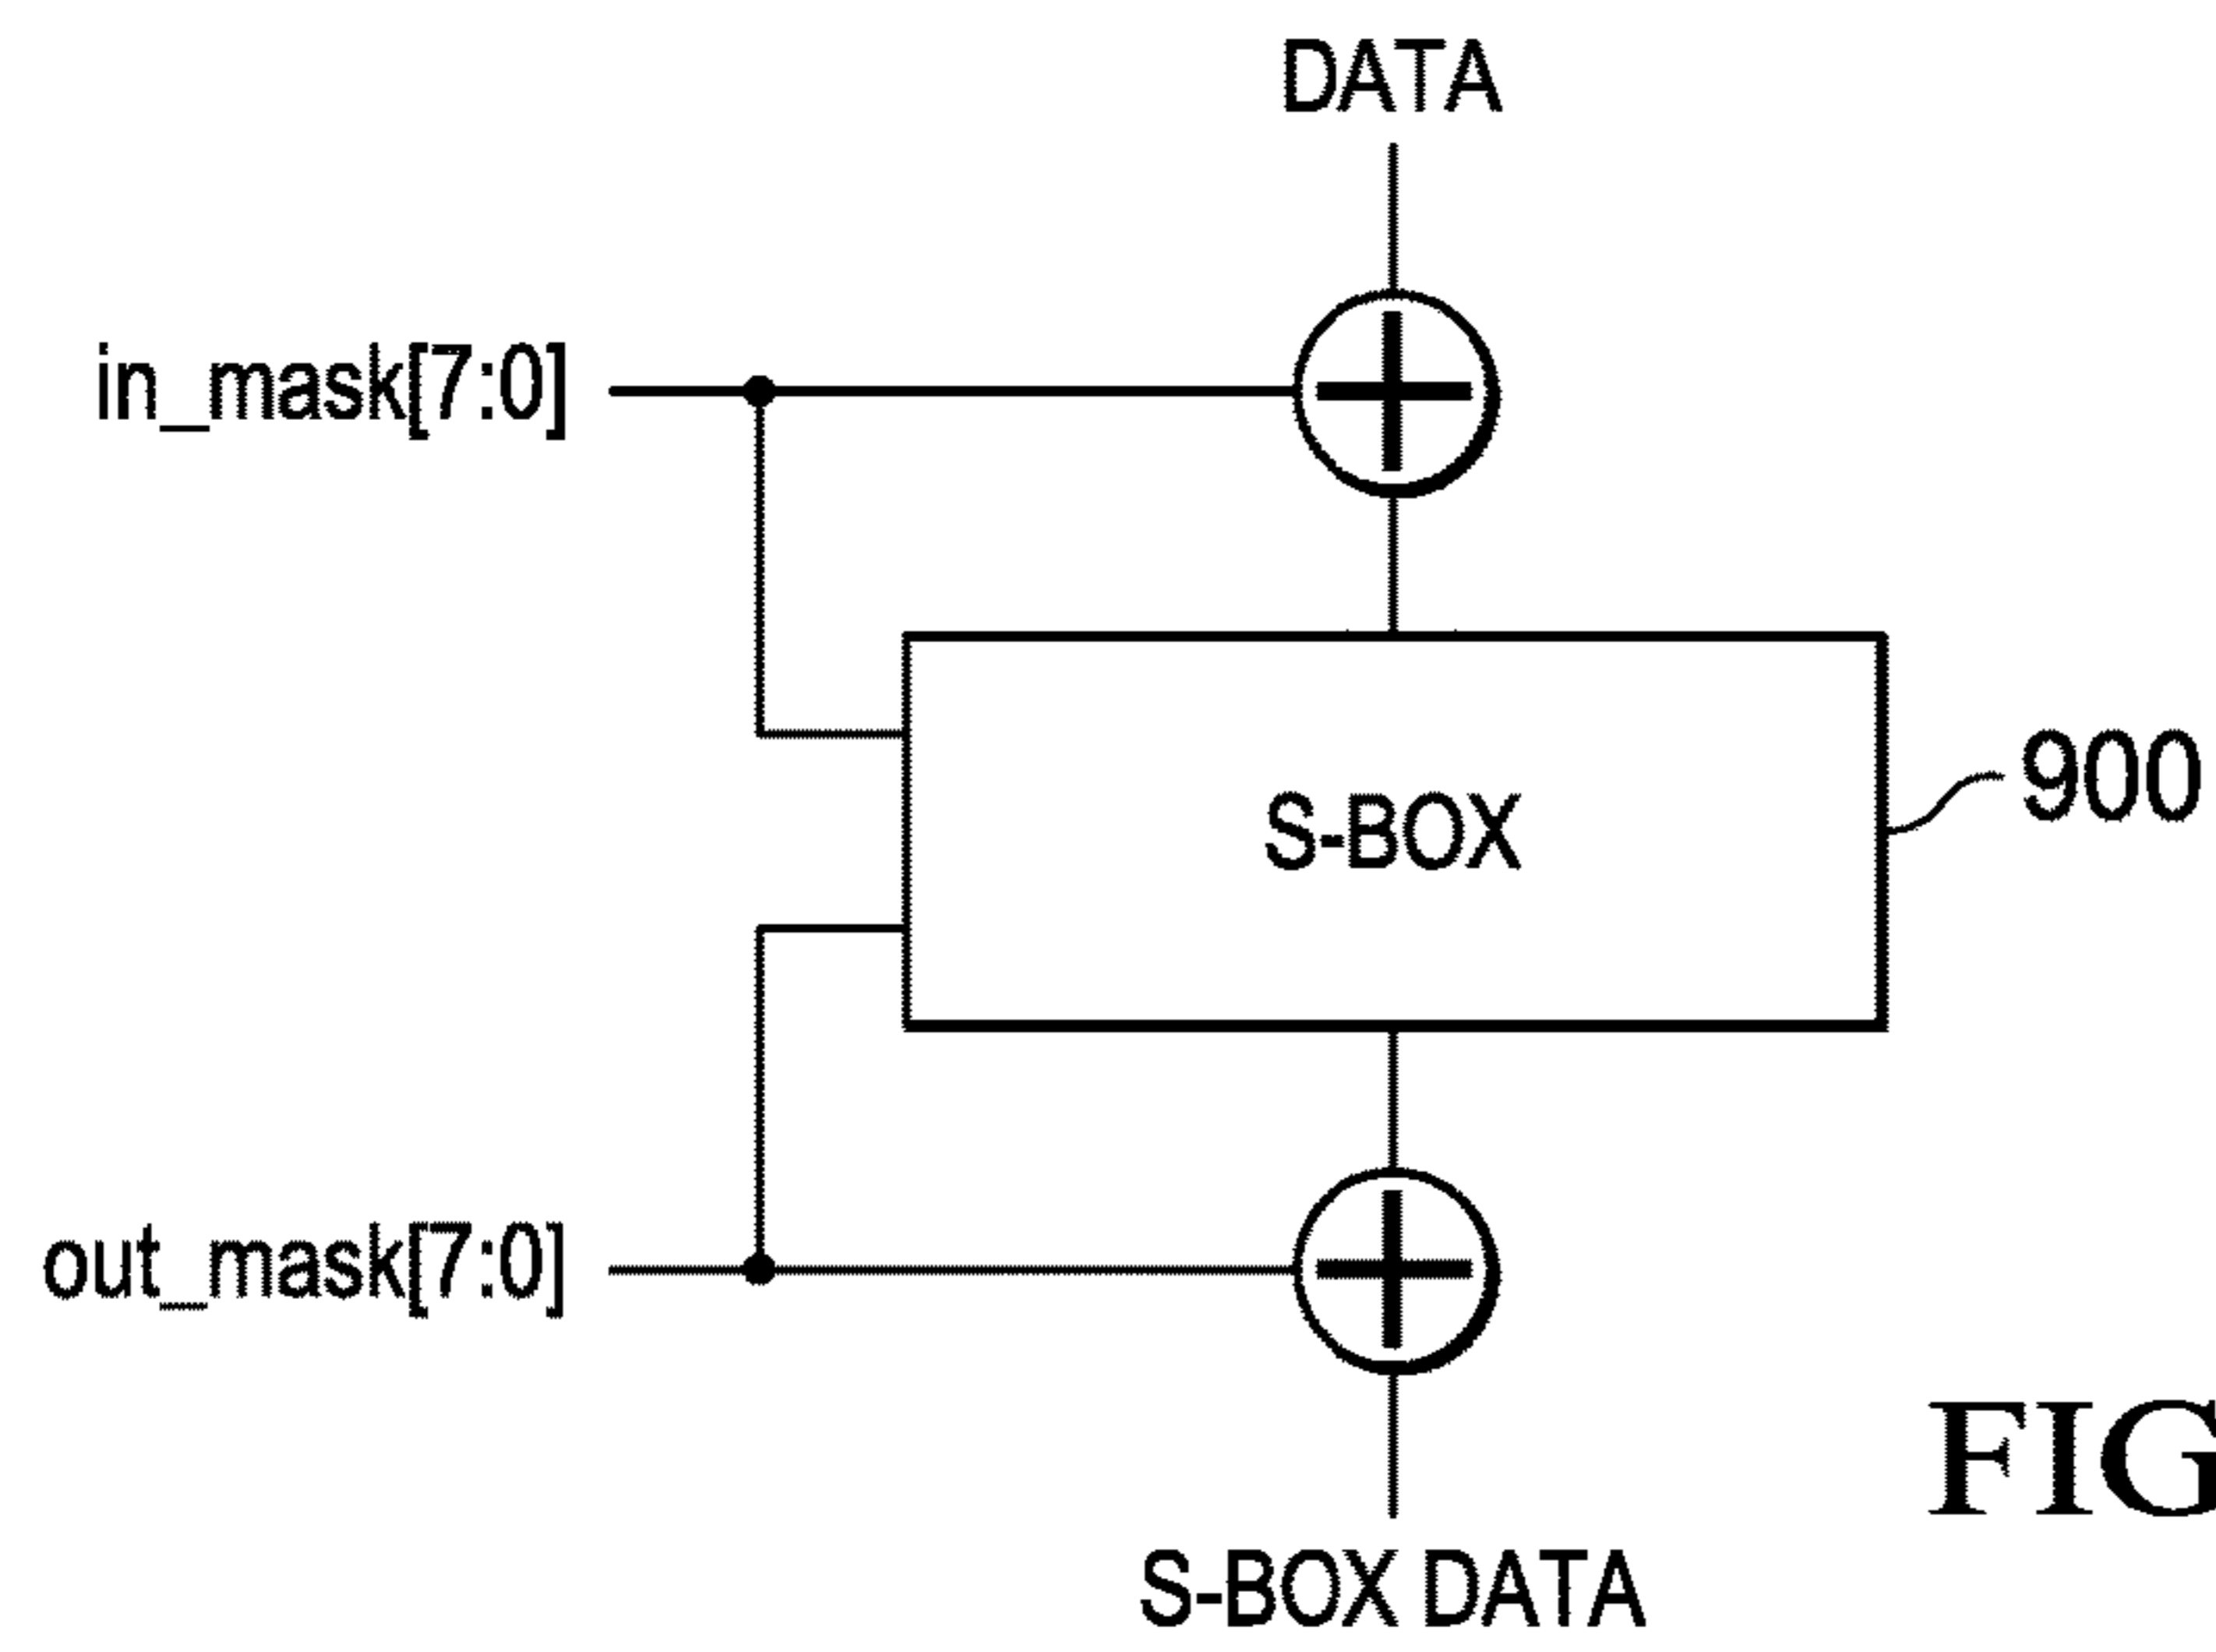 DATA
in_mask[7:0]
900
S-BOX
out_mask[7:0]
FIG
S-BOX DATA